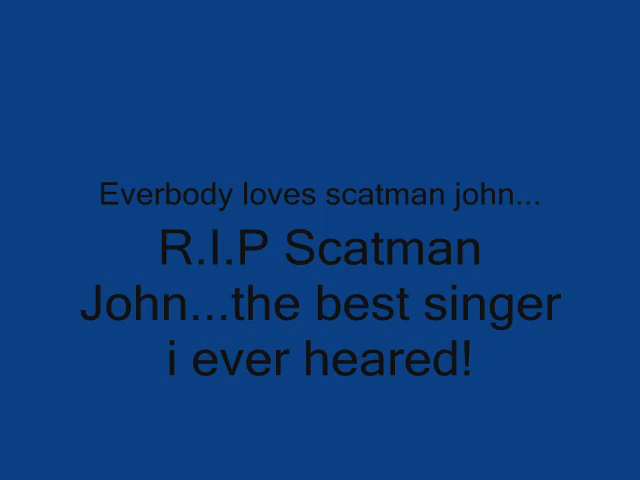 Everbody loves scatman john...
R.I.P Scatman
John...the best singer
i ever heared!